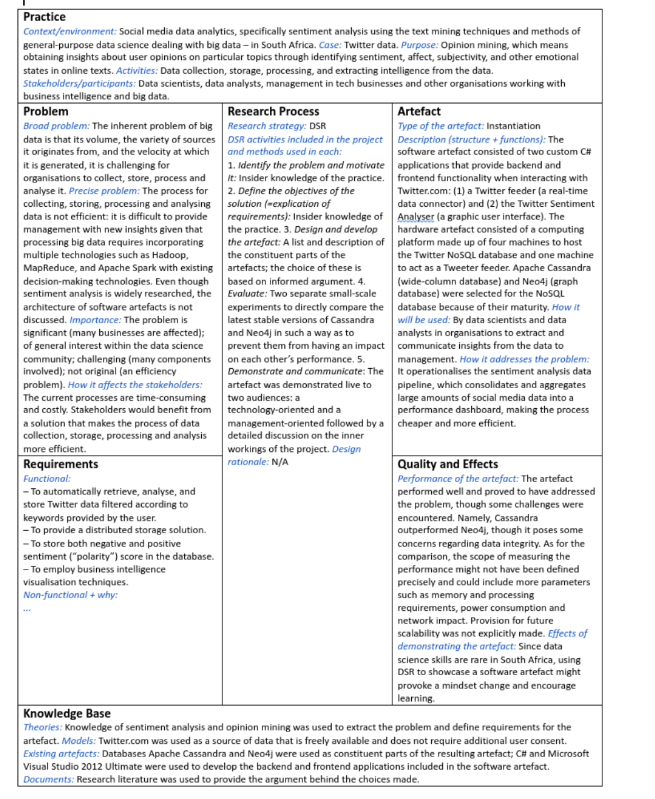 Practice
Context/environment: Social media data analytics, specifically sentiment analysis using the text mining techniques and methods of
general-purpose data science dealing with big data – in South Africa. Case: Twitter data. Purpose: Opinion mining, which means
obtaining insights about user opinions on particular topics through identifying sentiment, affect, subjectivity, and other emotional
states in online texts. Activities: Data collection, storage, processing, and extracting intelligence from the data.
Stakeholders/participants: Data scientists, data analysts, management in tech businesses and other organisations working with
business intelligence and big data.
Problem
Broad problem: The inherent problem of big
data is that its volume, the variety of sources
it originates from, and the velocity at which
it is generated, it is challenging for
organisations to collect, store, process and
analyse it. Precise problem: The process for
collecting, storing, processing and analysing
data is not efficient: it is difficult to provide
management with new insights given that
processing big data requires incorporating
multiple technologies such as Hadoop,
MapReduce, and Apache Spark with existing
decision-making technologies. Even though
sentiment analysis is widely researched, the
architecture of software artefacts is not
discussed. Importance: The problem is
significant (many businesses are affected);
of general interest within the data science
community; challenging (many components
involved); not original (an efficiency
problem). How it affects the stakeholders:
The current processes are time-consuming
and costly. Stakeholders would benefit from
a solution that makes the process of data
collection, storage, processing and analysis
more efficient.
Research Process
Research strategy: DSR
DSR activities included in the project
and methods used in each:
1. Identify the problem and motivate
it: Insider knowledge of the practice.
2. Define the objectives of the
solution (=explication of
requirements): Insider knowledge of
the practice. 3. Design and develop
the artefact: A list and description of
the constituent parts of the
artefacts; the choice of these is
based on informed argument. 4.
Evaluate: Two separate small-scale
experiments to directly compare the
latest stable versions of Cassandra
and Neo4j in such a way as to
prevent them from having an impact
on each other's performance. 5.
Demonstrate and communicate: The
artefact was demonstrated live to
two audiences: a
technology-oriented and a
management-oriented followed by a
detailed discussion on the inner
workings of the project. Design
rationale: N/A
Artefact
Type of the artefact: Instantiation
Description (structure + functions): The
software artefact consisted of two custom C#
applications that provide backend and
frontend functionality when interacting with
Twitter.com: (1) a Twitter feeder (a real-time
data connector) and (2) the Twitter Sentiment
Analyser (a graphic user interface). The
hardware artefact consisted of a computing
platform made up of four machines to host
the Twitter NoSQL database and one machine
to act as a Tweeter feeder. Apache Cassandra
(wide-column database) and Neo4j (graph
database) were selected for the NoSQL
database because of their maturity. How it
will be used: By data scientists and data
analysts in organisations to extract and
communicate insights from the data to
management. How it addresses the problem:
It operationalises the sentiment analysis data
pipeline, which consolidates and aggregates
large amounts of social media data into a
performance dashboard, making the process
cheaper and more efficient.
Requirements
Functional:
– To automatically retrieve, analyse, and
store Twitter data filtered according to
keywords provided by the user.
– To provide a distributed storage solution.
– To store both negative and positive
sentiment ("polarity") score in the database.
– To employ business intelligence
visualisation techniques.
Non-functional + why:
...
Quality and Effects
Performance of the artefact: The artefact
performed well and proved to have addressed
the problem, though some challenges were
encountered. Namely, Cassandra
outperformed Neo4j, though it poses some
concerns regarding data integrity. As for the
comparison, the scope of measuring the
performance might not have been defined
precisely and could include more parameters
such as memory and processing
requirements, power consumption and
network impact. Provision for future
scalability was not explicitly made. Effects of
demonstrating the artefact: Since data
science skills are rare in South Africa, using
DSR to showcase a software artefact might
provoke a mindset change and encourage
learning.
Knowledge Base
Theories: Knowledge of sentiment analysis and opinion mining was used to extract the problem and define requirements for the
artefact. Models: Twitter.com was used as a source of data that is freely available and does not require additional user consent.
Existing artefacts: Databases Apache Cassandra and Neo4j were used as constituent parts of the resulting artefact; C# and Microsoft
Visual Studio 2012 Ultimate were used to develop the backend and frontend applications included in the software artefact.
Documents: Research literature was used to provide the argument behind the choices made.